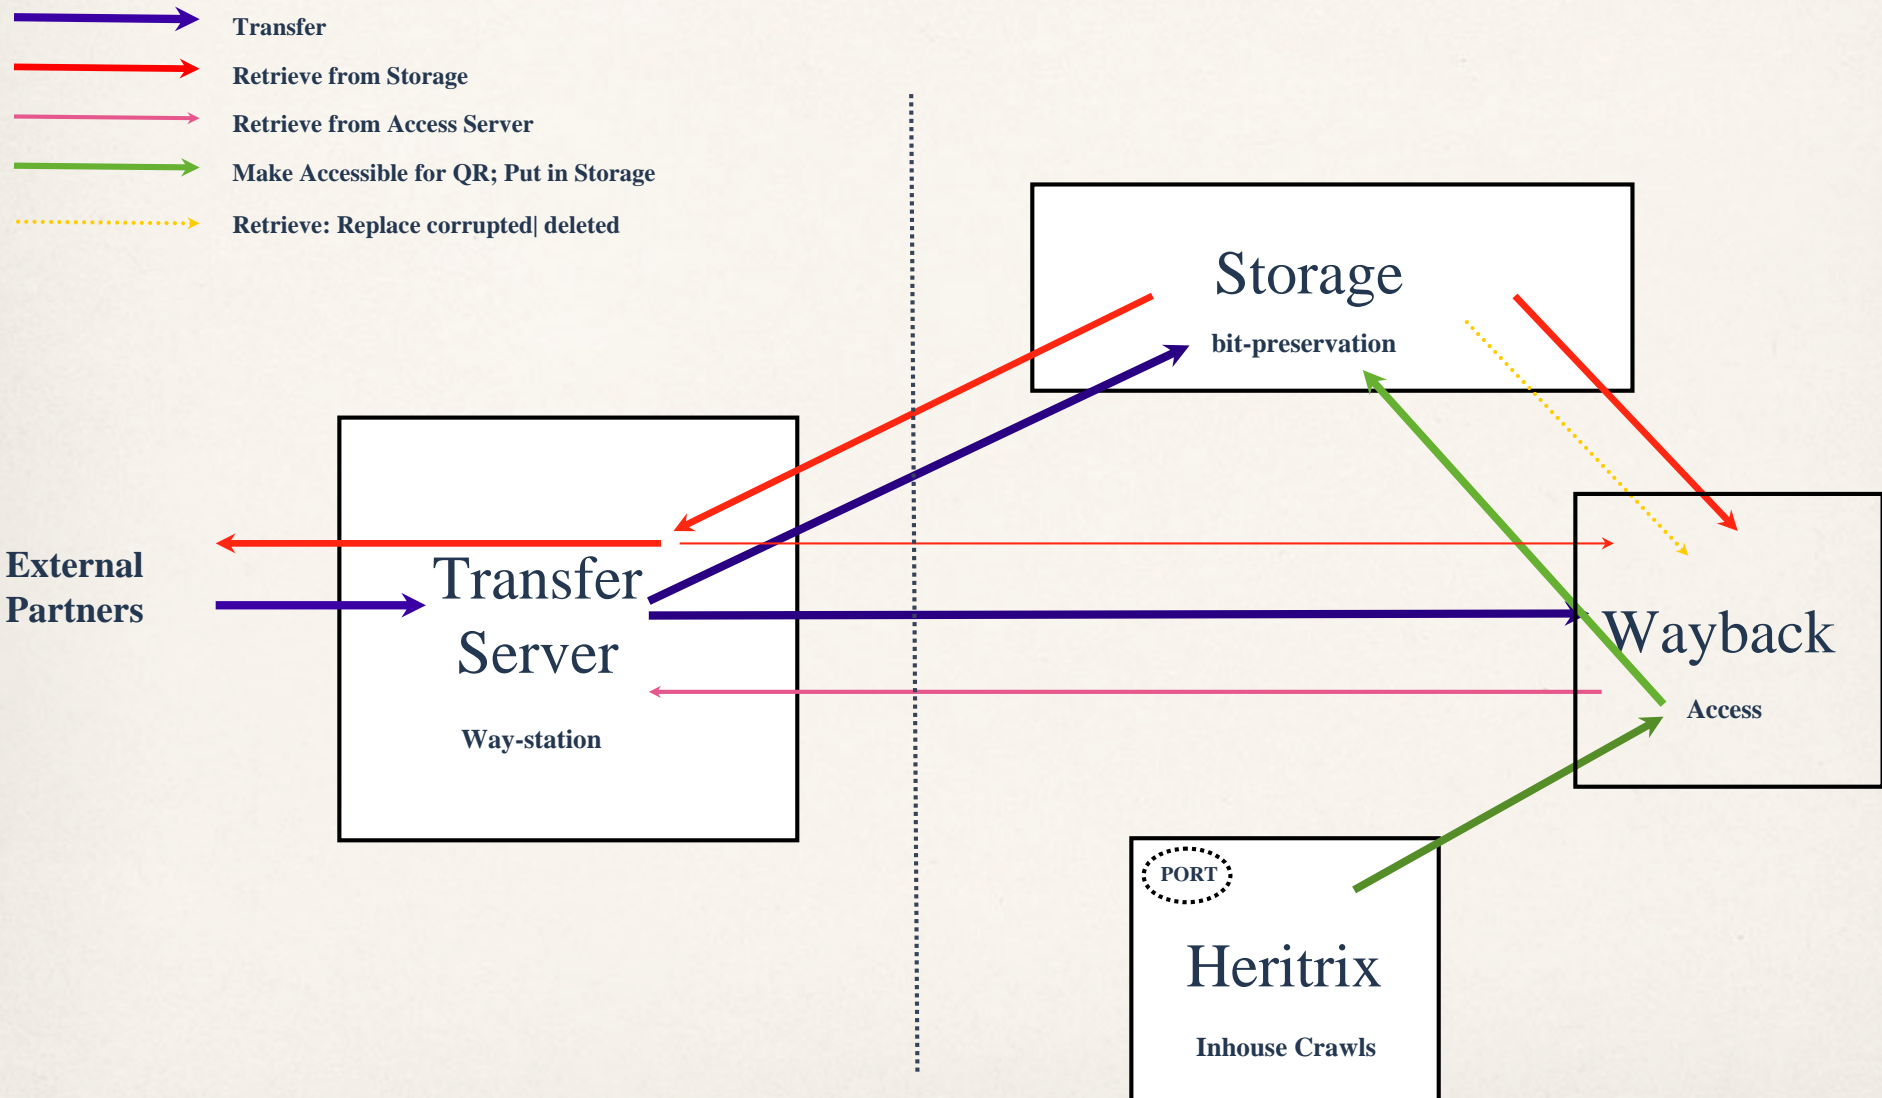 Transfer
Retrieve from Storage
Retrieve from Access Server
Make Accessible for QR; Put in Storage
Retrieve: Replace corrupted| deleted
Storage
bit-preservation
External
Partners
Transfer
Server
Way-station
Wayback
Access
PORT
Heritrix
Inhouse Crawls